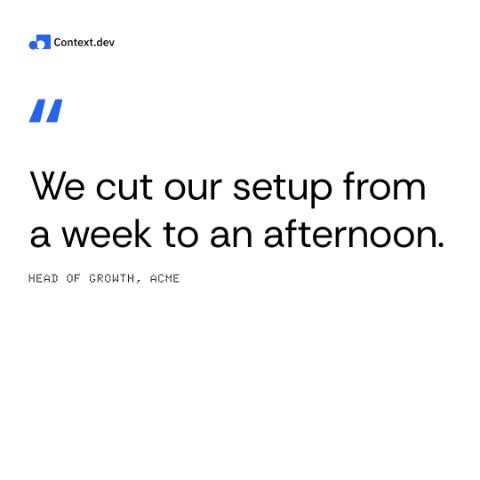 Context.dev
We cut our setup from
a week to an afternoon.
HEAD OF GROWTH, ACME